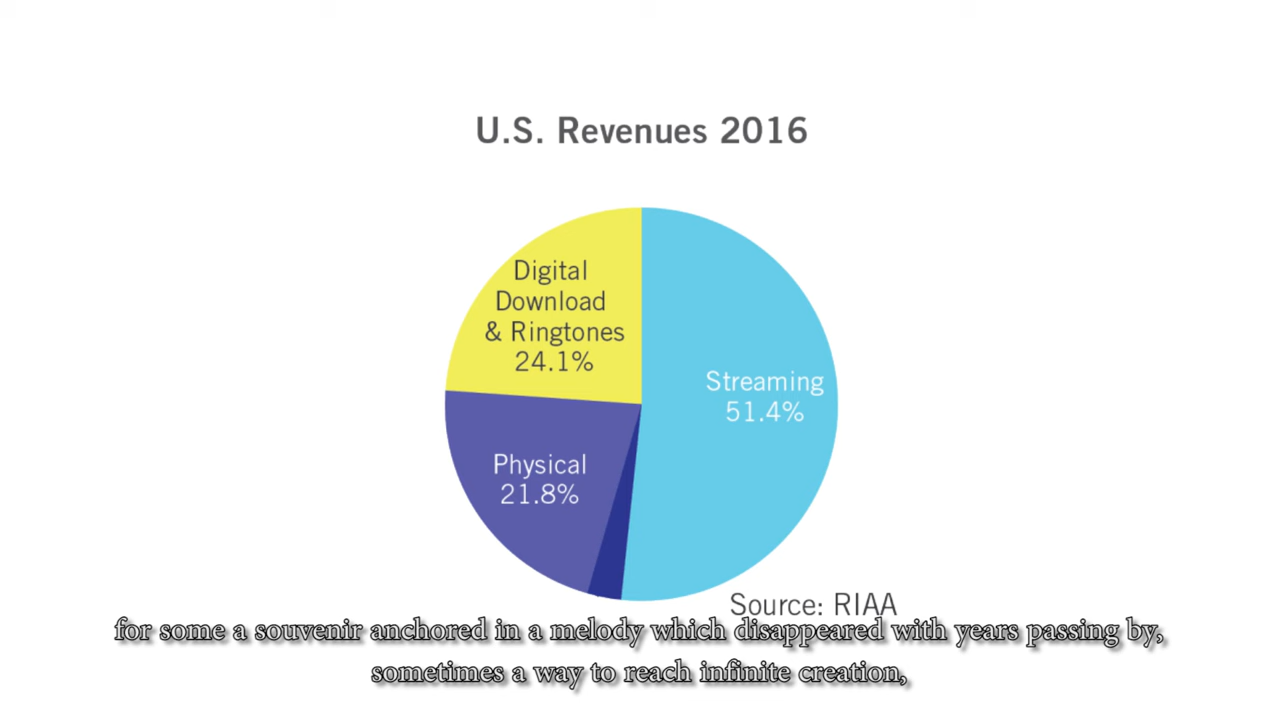 U.S. Revenues 2016
Digital
Download
& Ringtones
24.1%
Streaming
51.4%
Physical
21.8%
Source: RIAA
for some a souvenir anchored in a melody which disappeared with years passing by,
sometimes a way to reach infinite creation,